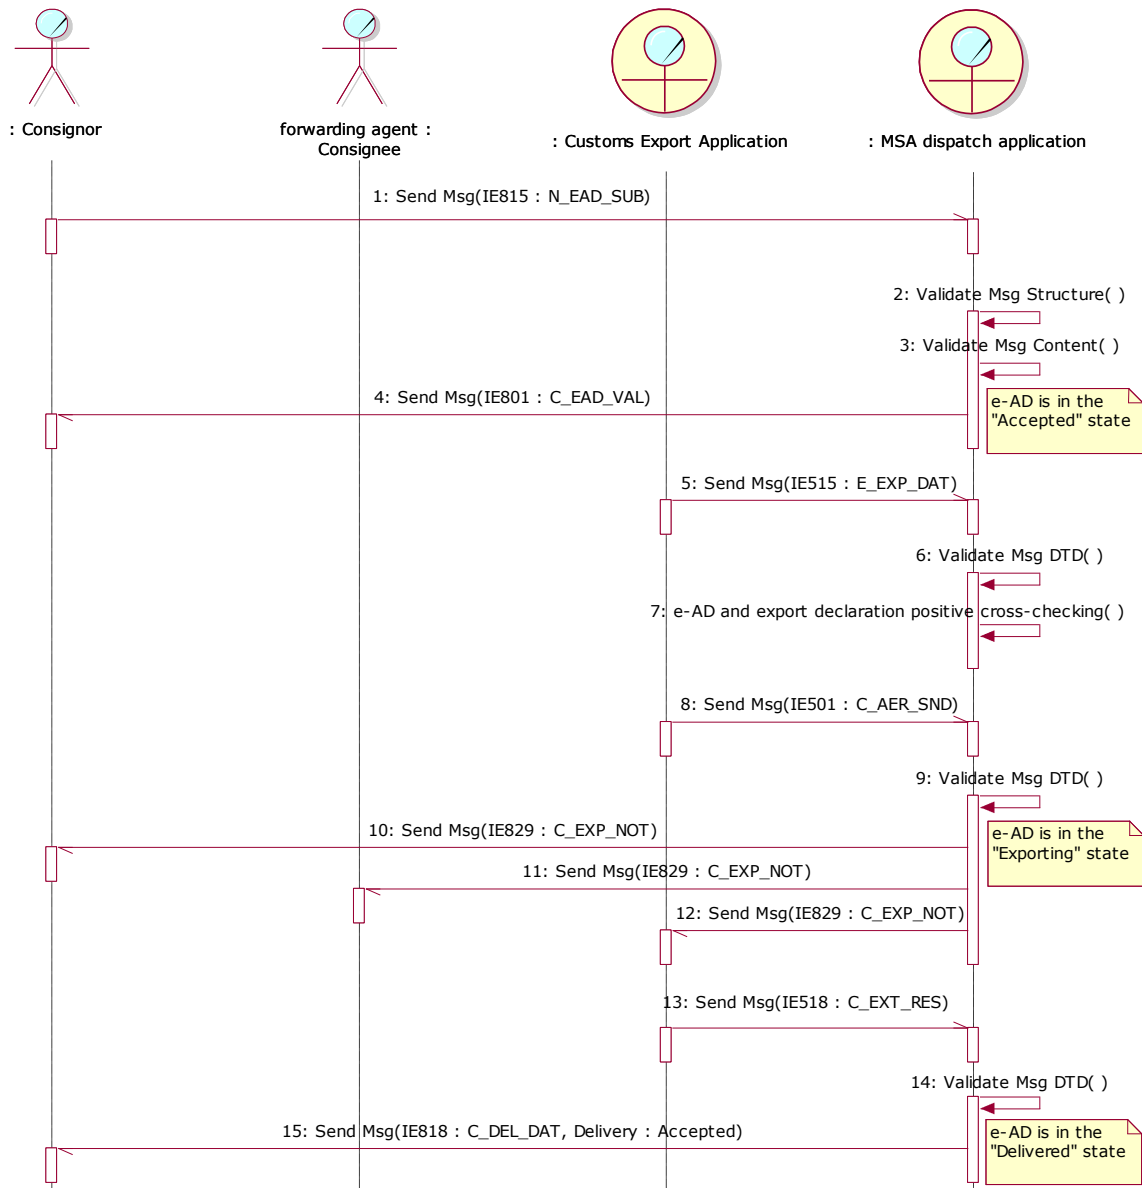 : Consignor
forwarding agent :
Consignee
: Customs Export Application
: MSA dispatch application
1: Send Msg(IE815 : N_EAD_SUB)
2: Validate Msg Structure( )
3: Validate Msg Content( )
4: Send Msg(IE801 : C_EAD_VAL)
e-AD is in the
"Accepted" state
5: Send Msg(IE515 : E_EXP_DAT)
6: Validate Msg DTD( )
7: e-AD and export declaration positive cross-checking( )
8: Send Msg(IE501 : C_AER_SND)
9: Validate Msg DTD( )
10: Send Msg(IE829 : C_EXP_NOT)
e-AD is in the
"Exporting" state
11: Send Msg(IE829 : C_EXP_NOT)
12: Send Msg(IE829 : C_EXP_NOT)
13: Send Msg(IE518 : C_EXT_RES)
14: Validate Msg DTD( )
15: Send Msg(IE818 : C_DEL_DAT, Delivery : Accepted)
e-AD is in the
"Delivered" state